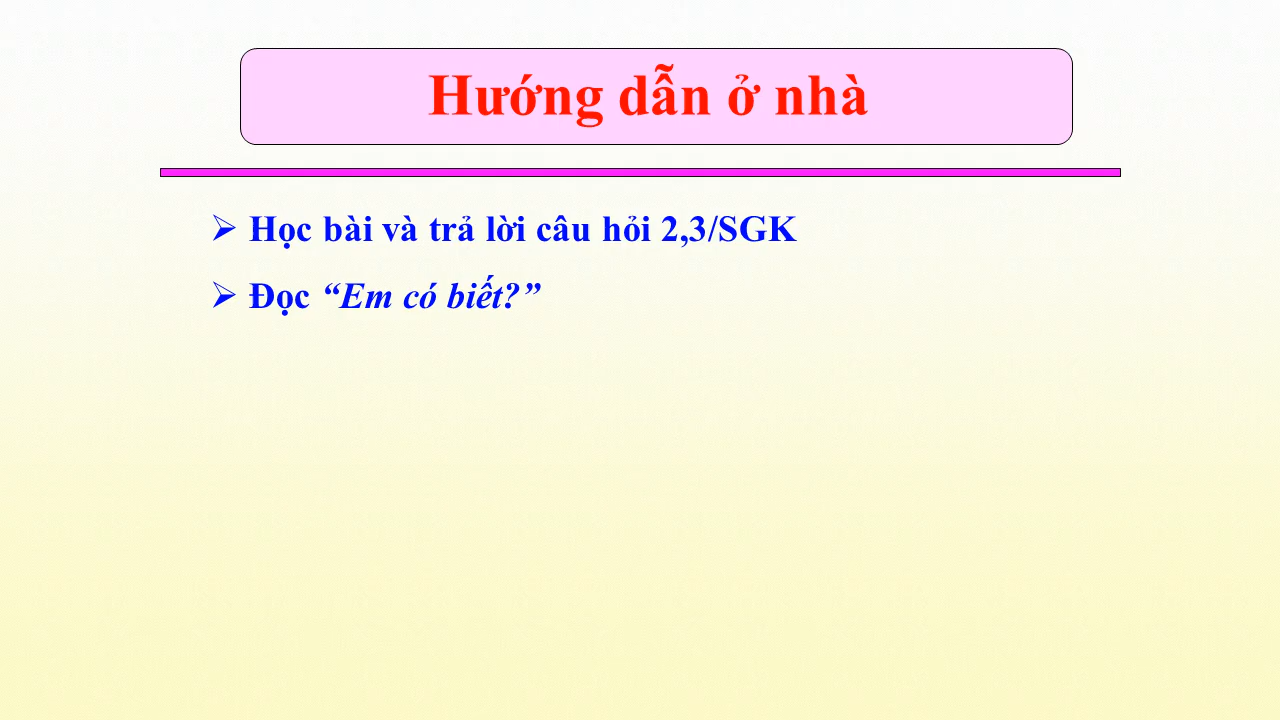 Hướng dẫn ở nhà
➢ Học bài và trả lời câu hỏi 2,3/SGK
➢ Đọc “Em có biết?”